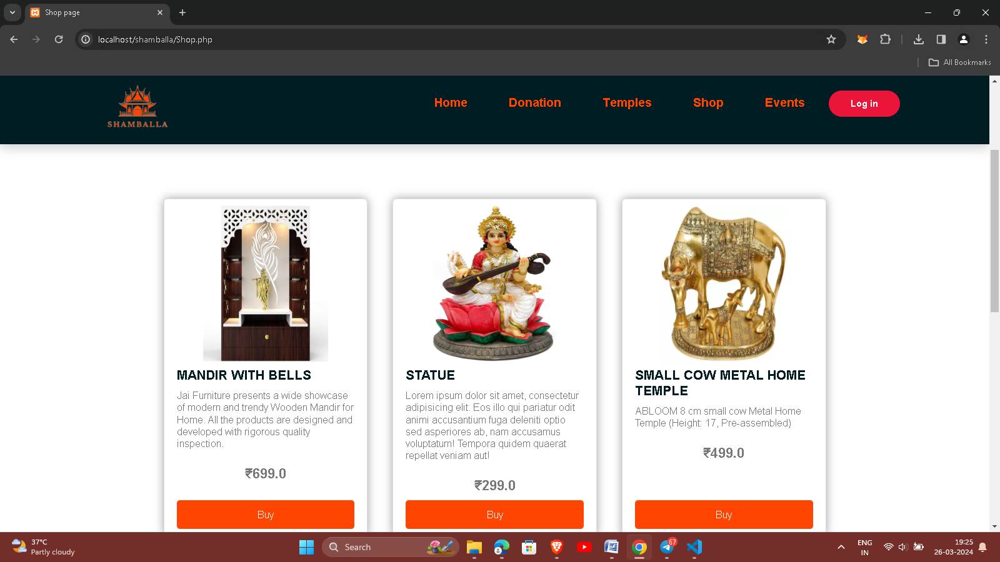 Shop page
localhost/shamballa/Shop.php
All Bookmarks
SHAMBALLA
Home Donation Temples Shop Events Log in
MANDIR WITH BELLS
Jai Furniture presents a wide showcase
of modern and trendy Wooden Mandir for
Home. All the products are designed and
developed with rigorous quality
inspection.
₹699.0
Buy
STATUE
Lorem ipsum dolor sit amet, consectetur
adipisicing elit. Eos illo qui pariatur odit
animi accusantium fuga deleniti optio
sed asperiores ab, nam accusamus
voluptatum! Tempora quidem quaerat
repellat veniam aut!
₹299.0
Buy
SMALL COW METAL HOME
TEMPLE
ABLOOM 8 cm small cow Metal Home
Temple (Height: 17, Pre-assembled)
₹499.0
Buy
37°C
Partly cloudy
Search
67
ENG
IN
19:25
26-03-2024